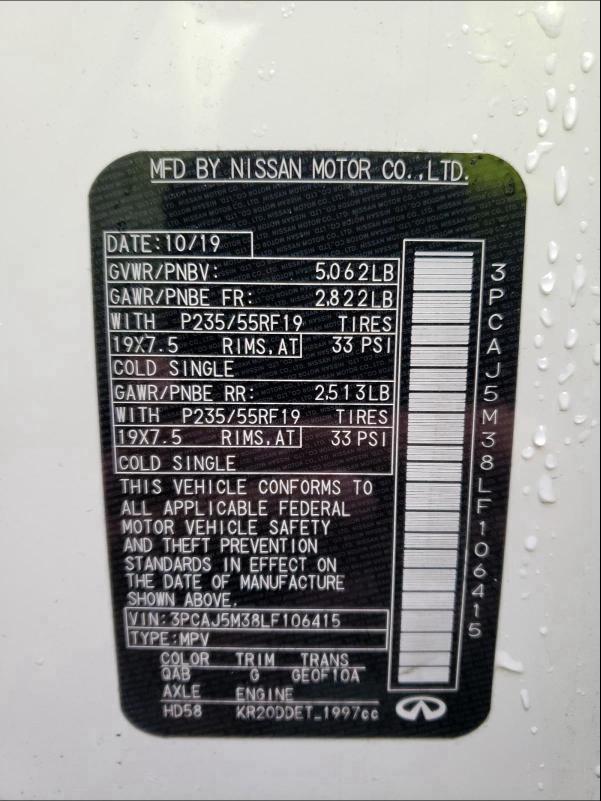 MFD BY NISSAN MOTOR CO.,LTD.
DATE:10/19
GVWR/PNBV: 5,062LB
GAWR/PNBE FR: 2,822LB
WITH P235/55RF19 TIRES
19X7.5 RIMS,AT 33 PSI
COLD SINGLE
GAWR/PNBE RR: 2,513LB
WITH P235/55RF19 TIRES
19X7.5 RIMS,AT 33 PSI
COLD SINGLE
THIS VEHICLE CONFORMS TO
ALL APPLICABLE FEDERAL
MOTOR VEHICLE SAFETY
AND THEFT PREVENTION
STANDARDS IN EFFECT ON
THE DATE OF MANUFACTURE
SHOWN ABOVE.
VIN:3PCAJ5M38LF106415
TYPE:MPV
COLOR TRIM TRANS
QAB G GE0F10A
AXLE ENGINE
HD58 KR20DDET_1997cc
3PCAJ5M38LF106415